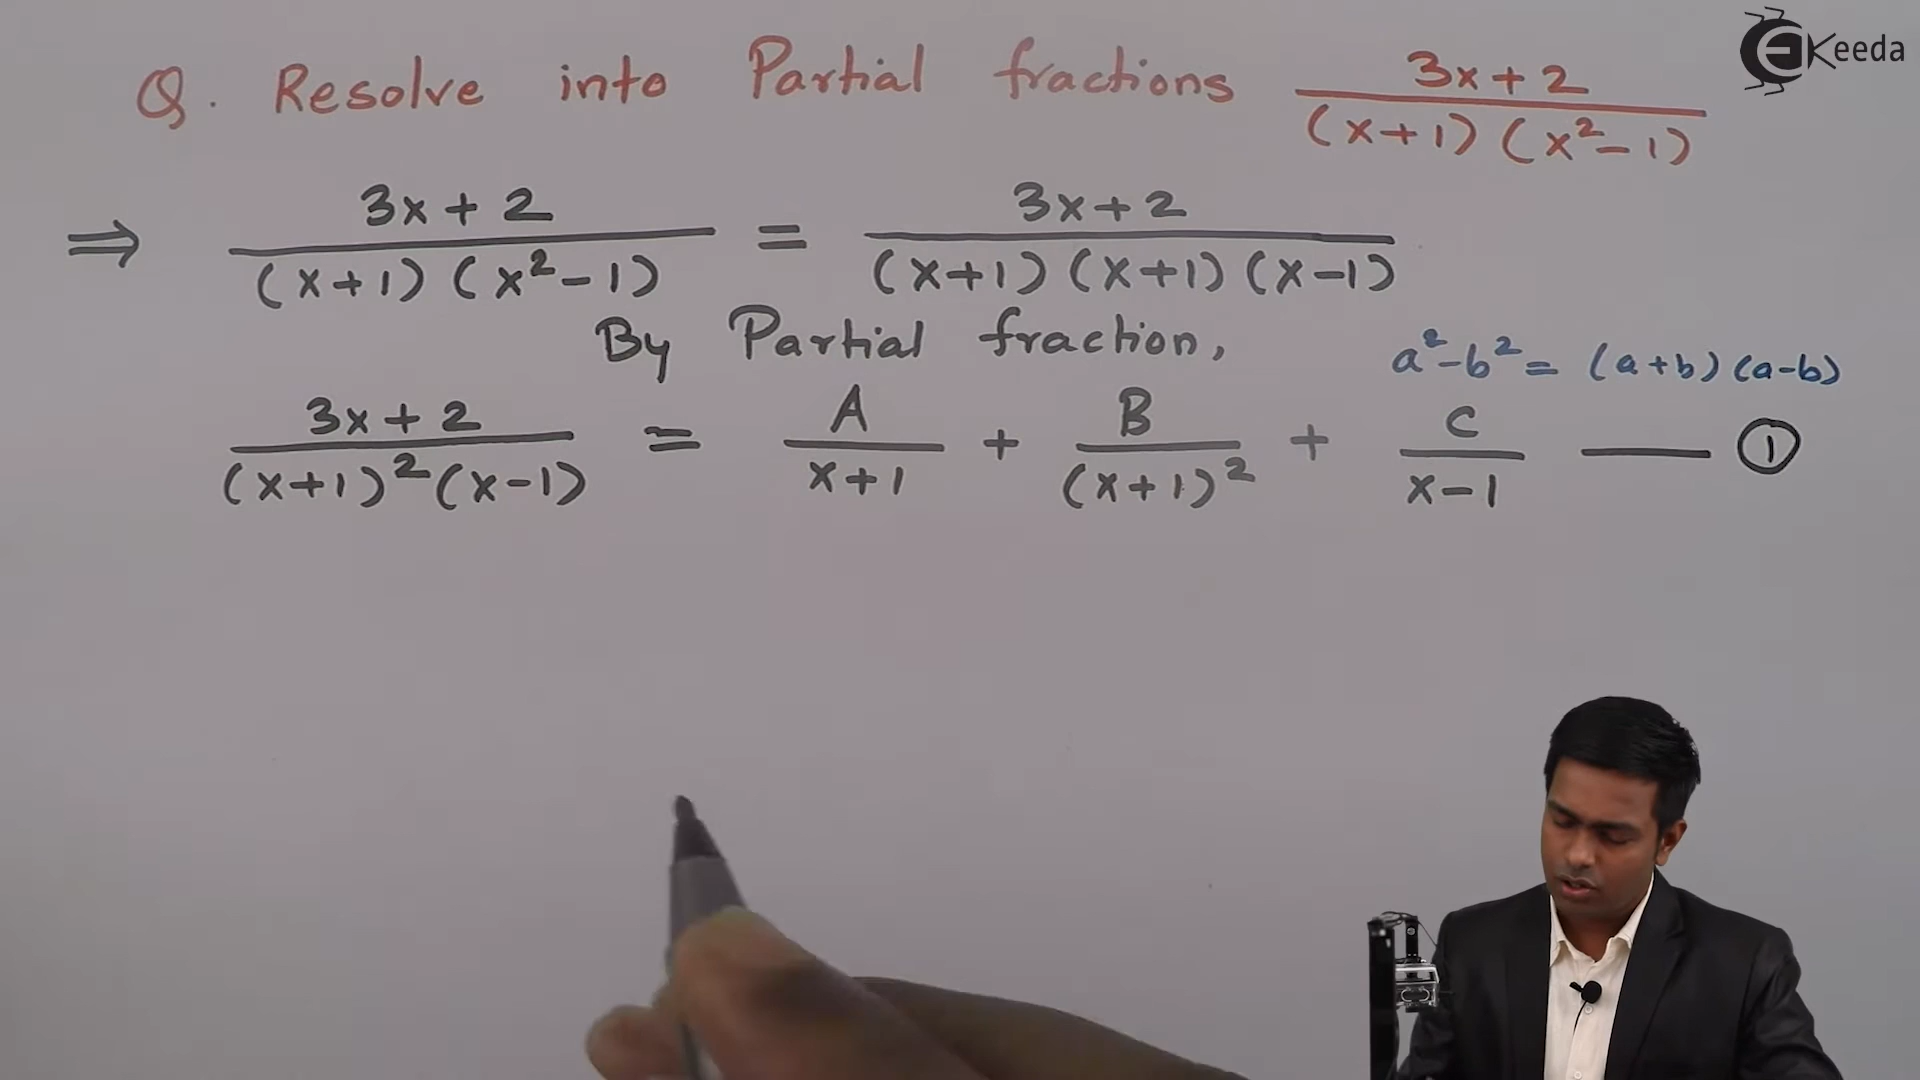 EKeeda
Q. Resolve into Partial fractions (3x+2)/((x+1)(x²-1))
⇒ (3x+2)/((x+1)(x²-1)) = (3x+2)/((x+1)(x+1)(x-1))
By Partial fraction,
a²-b² = (a+b)(a-b)
(3x+2)/((x+1)²(x-1)) = A/(x+1) + B/(x+1)² + C/(x-1) — ①